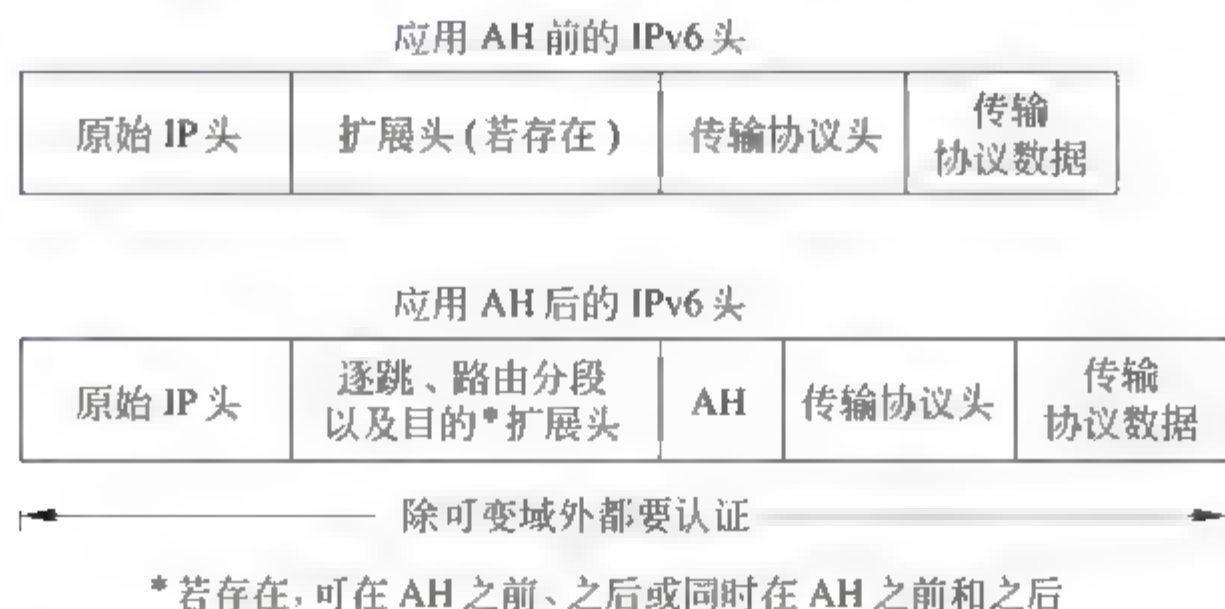 应用 AH 前的 IPv6 头
原始 IP 头 扩展头(若存在) 传输协议头 传输
协议数据
应用 AH 后的 IPv6 头
原始 IP 头 逐跳、路由分段
以及目的*扩展头 AH 传输协议头 传输
协议数据
除可变域外都要认证
*若存在,可在 AH 之前、之后或同时在 AH 之前和之后